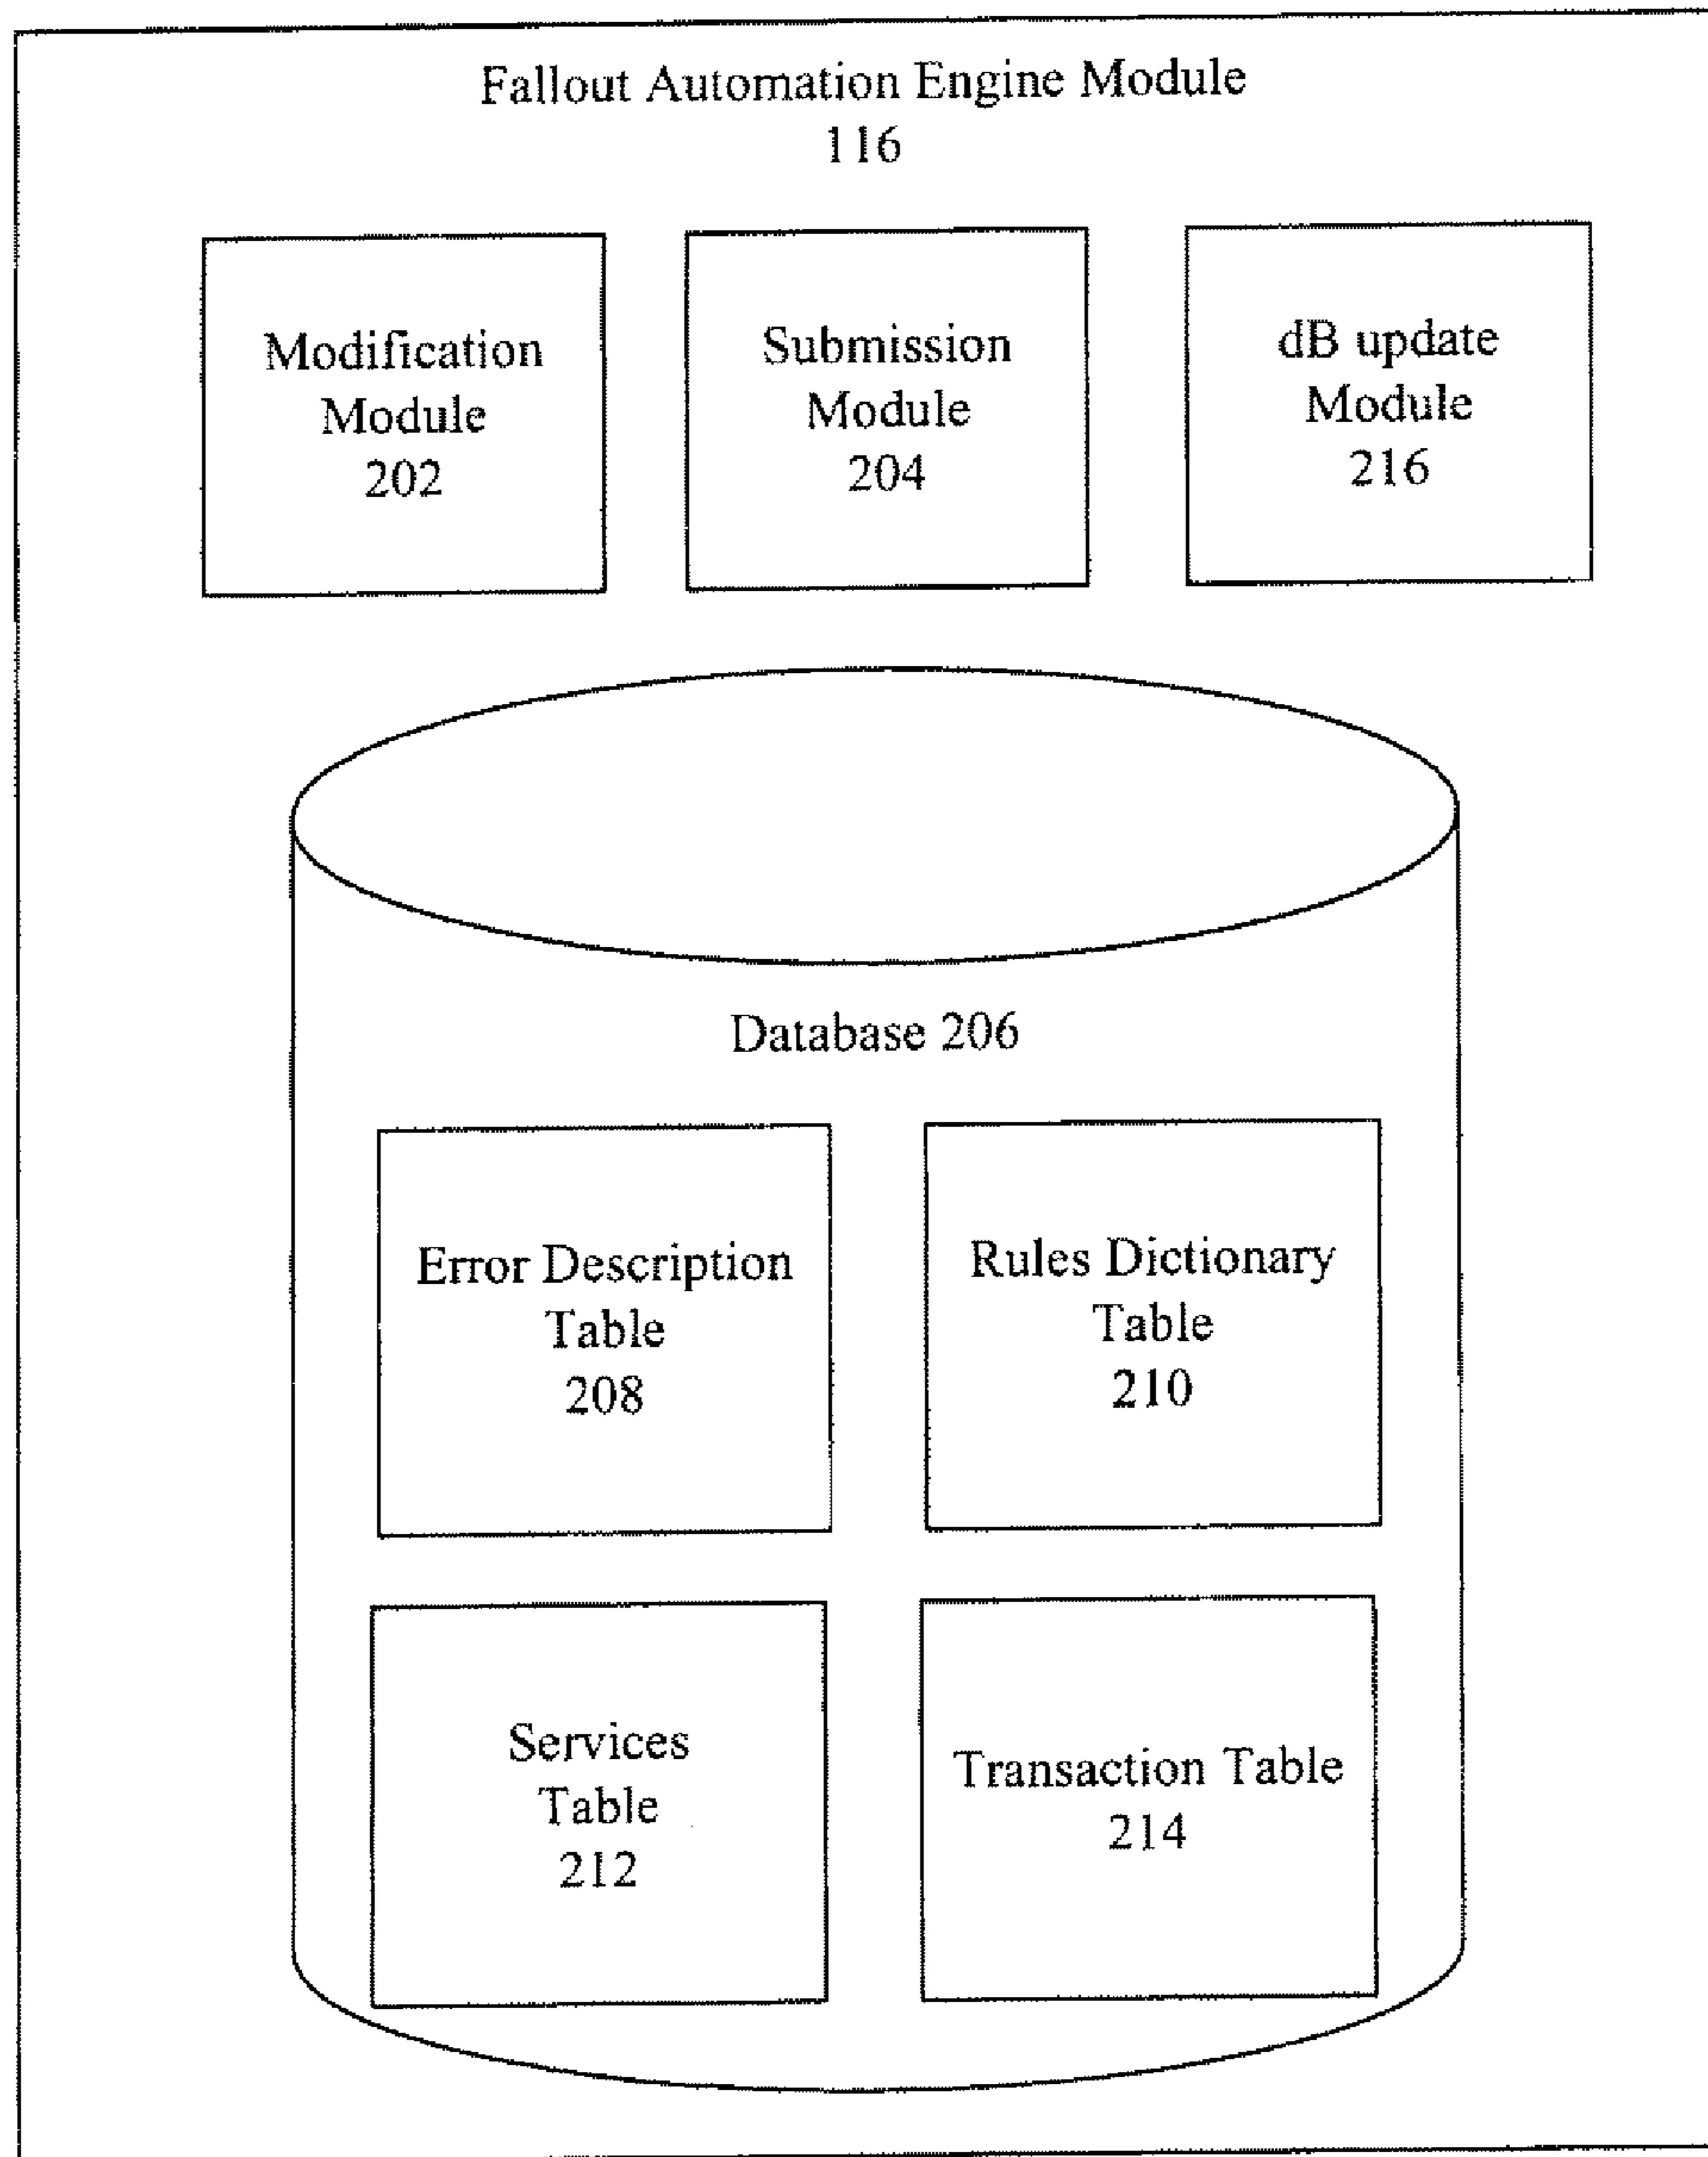 Fallout Automation Engine Module
116
Modification
Module
202
Submission
Module
204
dB update
Module
216
Database 206
Error Description
Table
208
Rules Dictionary
Table
210
Services
Table
212
Transaction Table
214